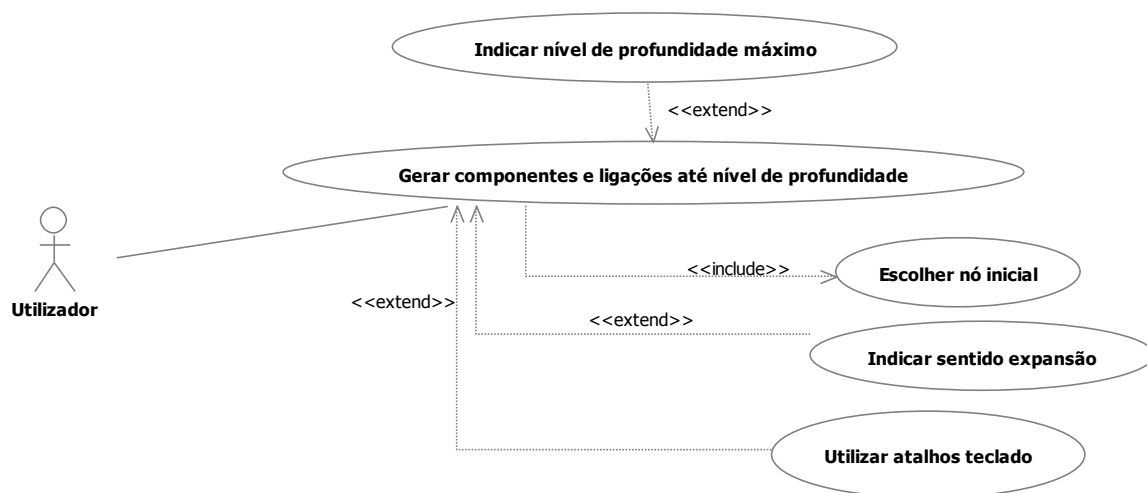 Indicar nível de profundidade máximo
<<extend>>
Gerar componentes e ligações até nível de profundidade
<<include>>
Escolher nó inicial
Utilizador
<<extend>>
<<extend>>
Indicar sentido expansão
Utilizar atalhos teclado